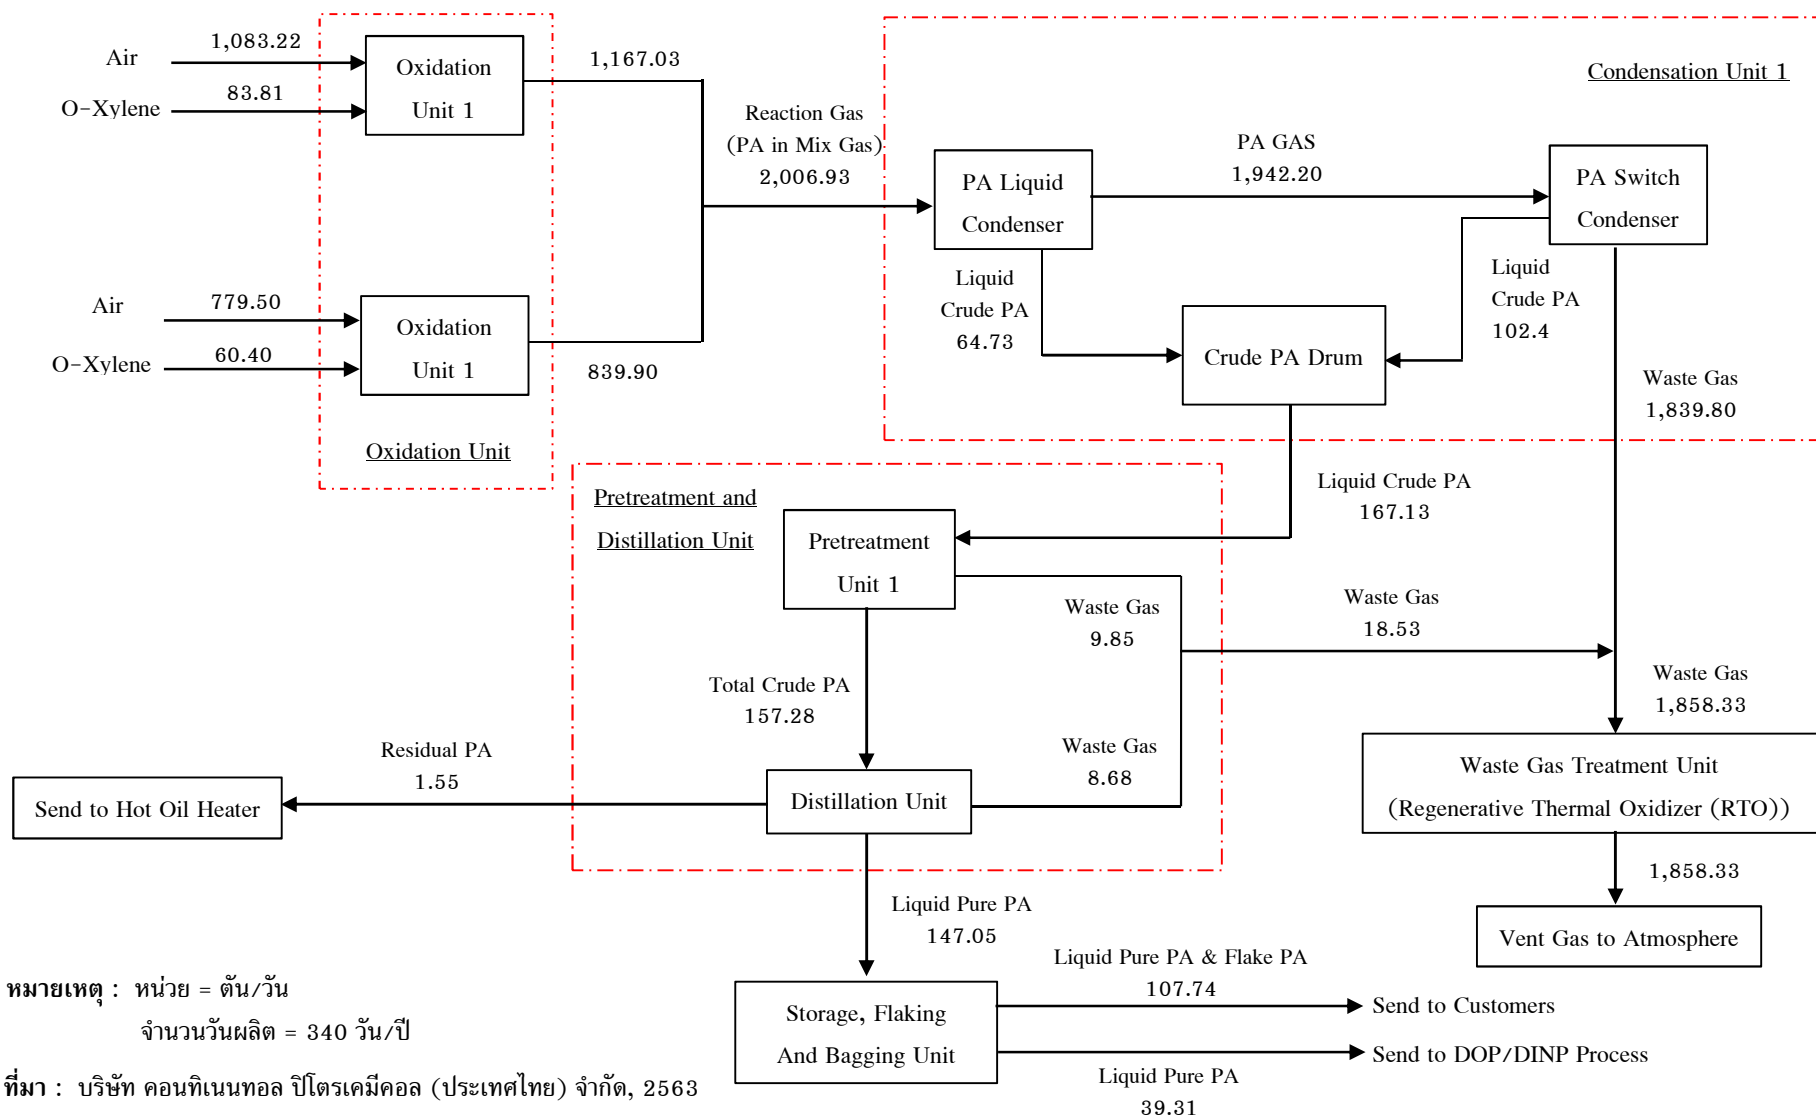 1,083.22
Air
83.81
O-Xylene
Oxidation
Unit 1
1,167.03
Air
779.50
O-Xylene
60.40
Oxidation
Unit 1
839.90
Oxidation Unit
Reaction Gas
(PA in Mix Gas)
2,006.93
Condensation Unit 1
PA Liquid
Condenser
PA GAS
1,942.20
PA Switch
Condenser
Liquid
Crude PA
64.73
Crude PA Drum
Liquid
Crude PA
102.4
Waste Gas
1,839.80
Liquid Crude PA
167.13
Pretreatment and
Distillation Unit
Pretreatment
Unit 1
Waste Gas
9.85
Waste Gas
18.53
Total Crude PA
157.28
Waste Gas
8.68
Waste Gas
1,858.33
Residual PA
1.55
Send to Hot Oil Heater
Distillation Unit
Waste Gas Treatment Unit
(Regenerative Thermal Oxidizer (RTO))
1,858.33
Vent Gas to Atmosphere
Liquid Pure PA
147.05
Storage, Flaking
And Bagging Unit
Liquid Pure PA & Flake PA
107.74
Send to Customers
Send to DOP/DINP Process
Liquid Pure PA
39.31
หมายเหตุ : หน่วย = ตัน/วัน
จำนวนวันผลิต = 340 วัน/ปี
ที่มา : บริษัท คอนทิเนนทอล ปิโตรเคมีคอล (ประเทศไทย) จำกัด, 2563